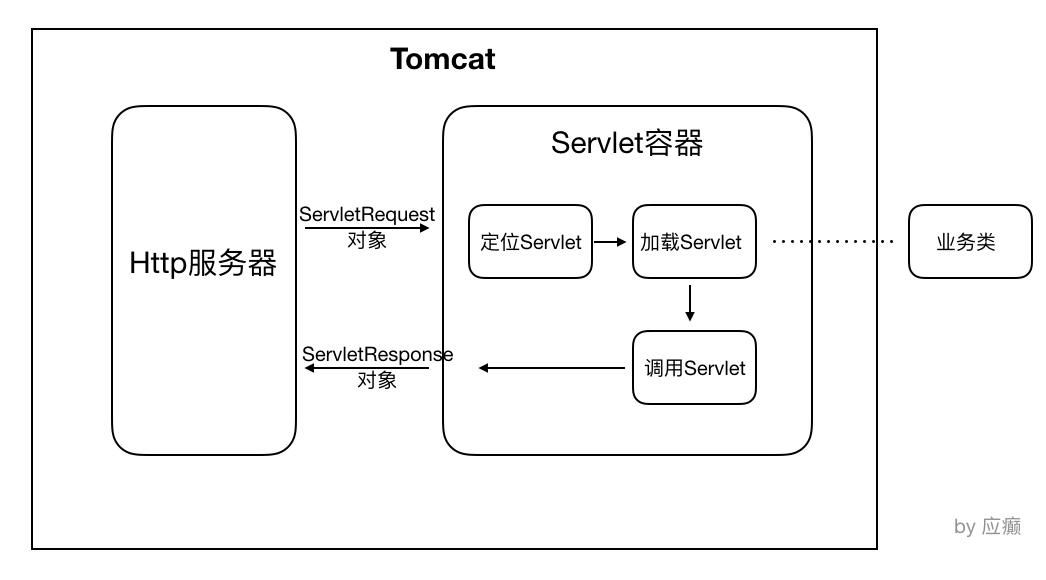 Tomcat
Servlet容器
Http服务器
ServletRequest
对象
定位Servlet
加载Servlet
业务类
ServletResponse
对象
调用Servlet
by 应癫